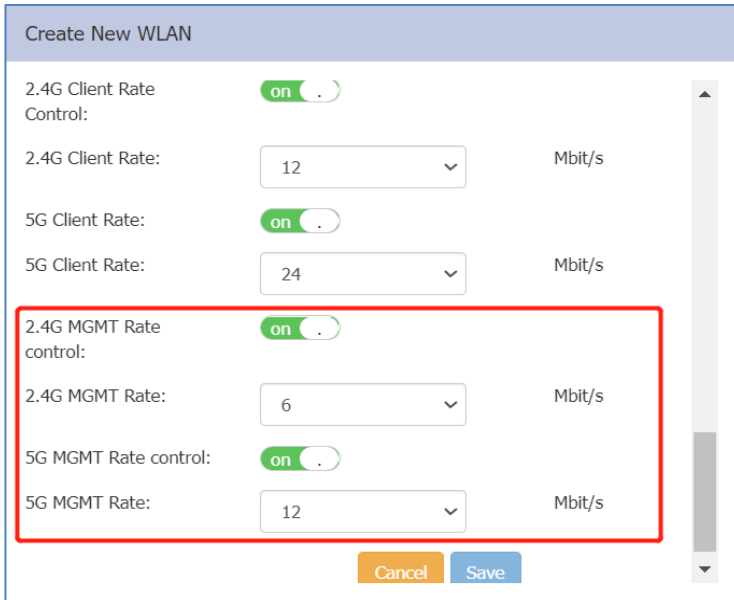 Create New WLAN
2.4G Client Rate
Control:
on .
2.4G Client Rate:
12
Mbit/s
5G Client Rate:
on .
5G Client Rate:
24
Mbit/s
2.4G MGMT Rate
control:
on .
2.4G MGMT Rate:
6
Mbit/s
5G MGMT Rate control:
on .
5G MGMT Rate:
12
Mbit/s
Cancel
Save